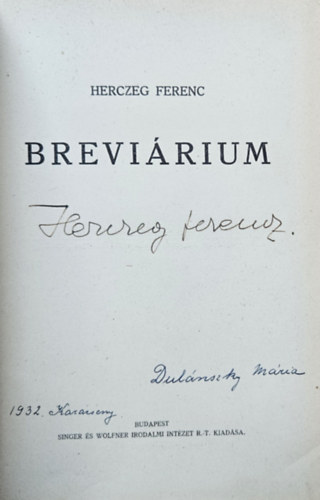 HERCZEG FERENC
BREVIÁRIUM
Herczeg Ferenc.
Dulánszky Mária
1932 Karácsony
BUDAPEST
SINGER ÉS WOLFNER IRODALMI INTÉZET R.-T. KIADÁSA.